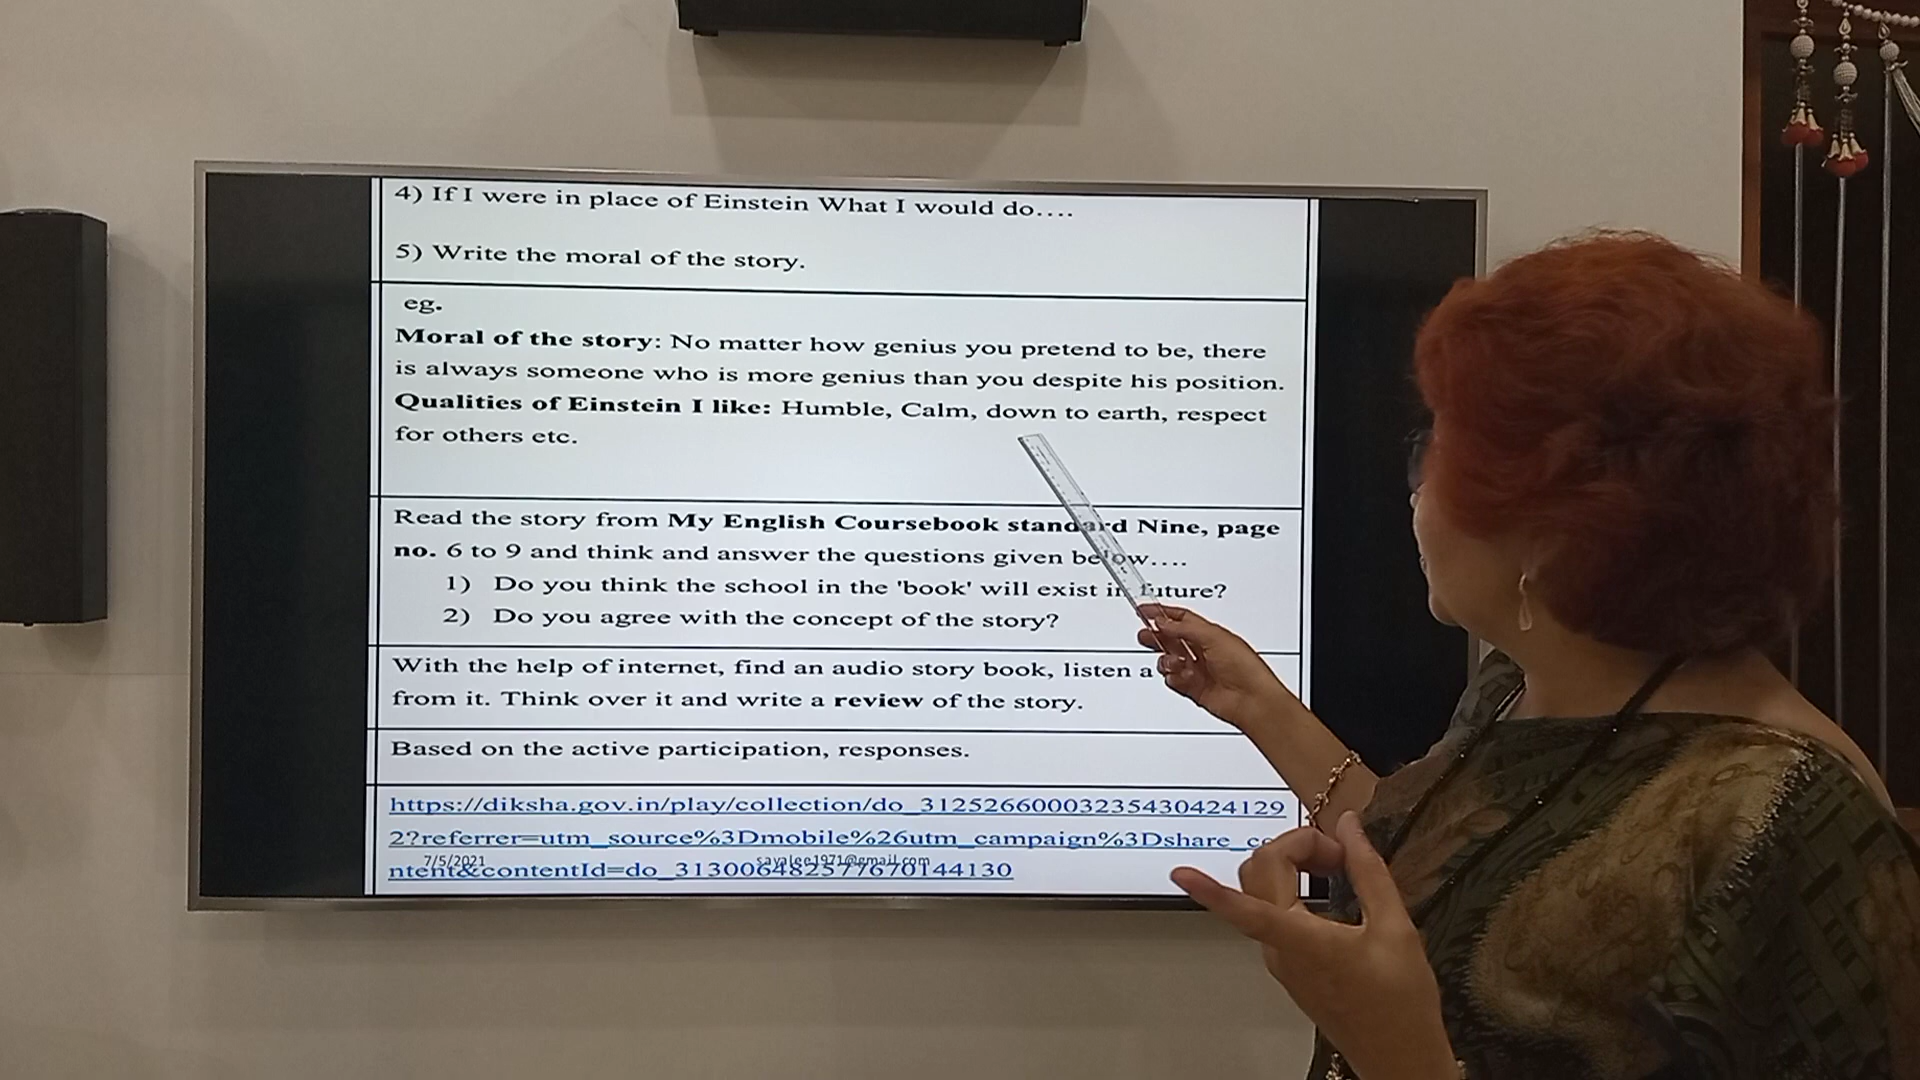 4) If I were in place of Einstein What I would do....
5) Write the moral of the story.
eg.
Moral of the story: No matter how genius you pretend to be, there
is always someone who is more genius than you despite his position.
Qualities of Einstein I like: Humble, Calm, down to earth, respect
for others etc.
Read the story from My English Coursebook standard Nine, page
no. 6 to 9 and think and answer the questions given below....
1) Do you think the school in the 'book' will exist in future?
2) Do you agree with the concept of the story?
With the help of internet, find an audio story book, listen a
from it. Think over it and write a review of the story.
Based on the active participation, responses.
https://diksha.gov.in/play/collection/do_31252660003235430424129
2?referrer=utm_source%3Dmobile%26utm_campaign%3Dshare_co
7/5/2021 sayalee1971@gmail.com
ntent&contentId=do_31300648257767014​4130